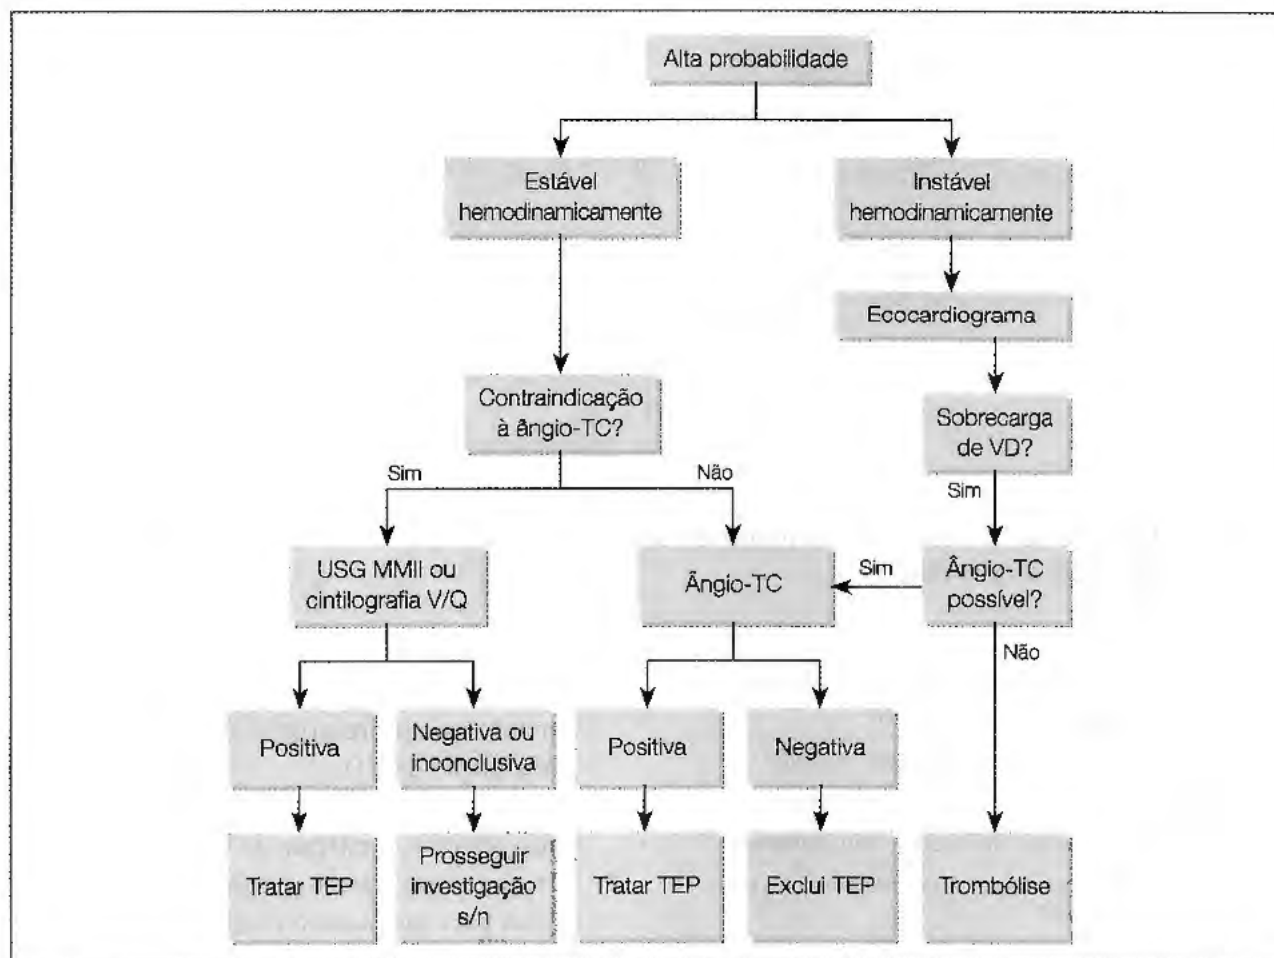 Alta probabilidade
Estável
hemodinamicamente
Instável
hemodinamicamente
Ecocardiograma
Contraindicação
à ângio-TC?
Sobrecarga
de VD?
Sim
Não
Sim
USG MMII ou
cintilografia V/Q
Ângio-TC
Sim
Ângio-TC
possível?
Não
Positiva
Negativa ou
inconclusiva
Positiva
Negativa
Tratar TEP
Prosseguir
investigação
s/n
Tratar TEP
Exclui TEP
Trombólise